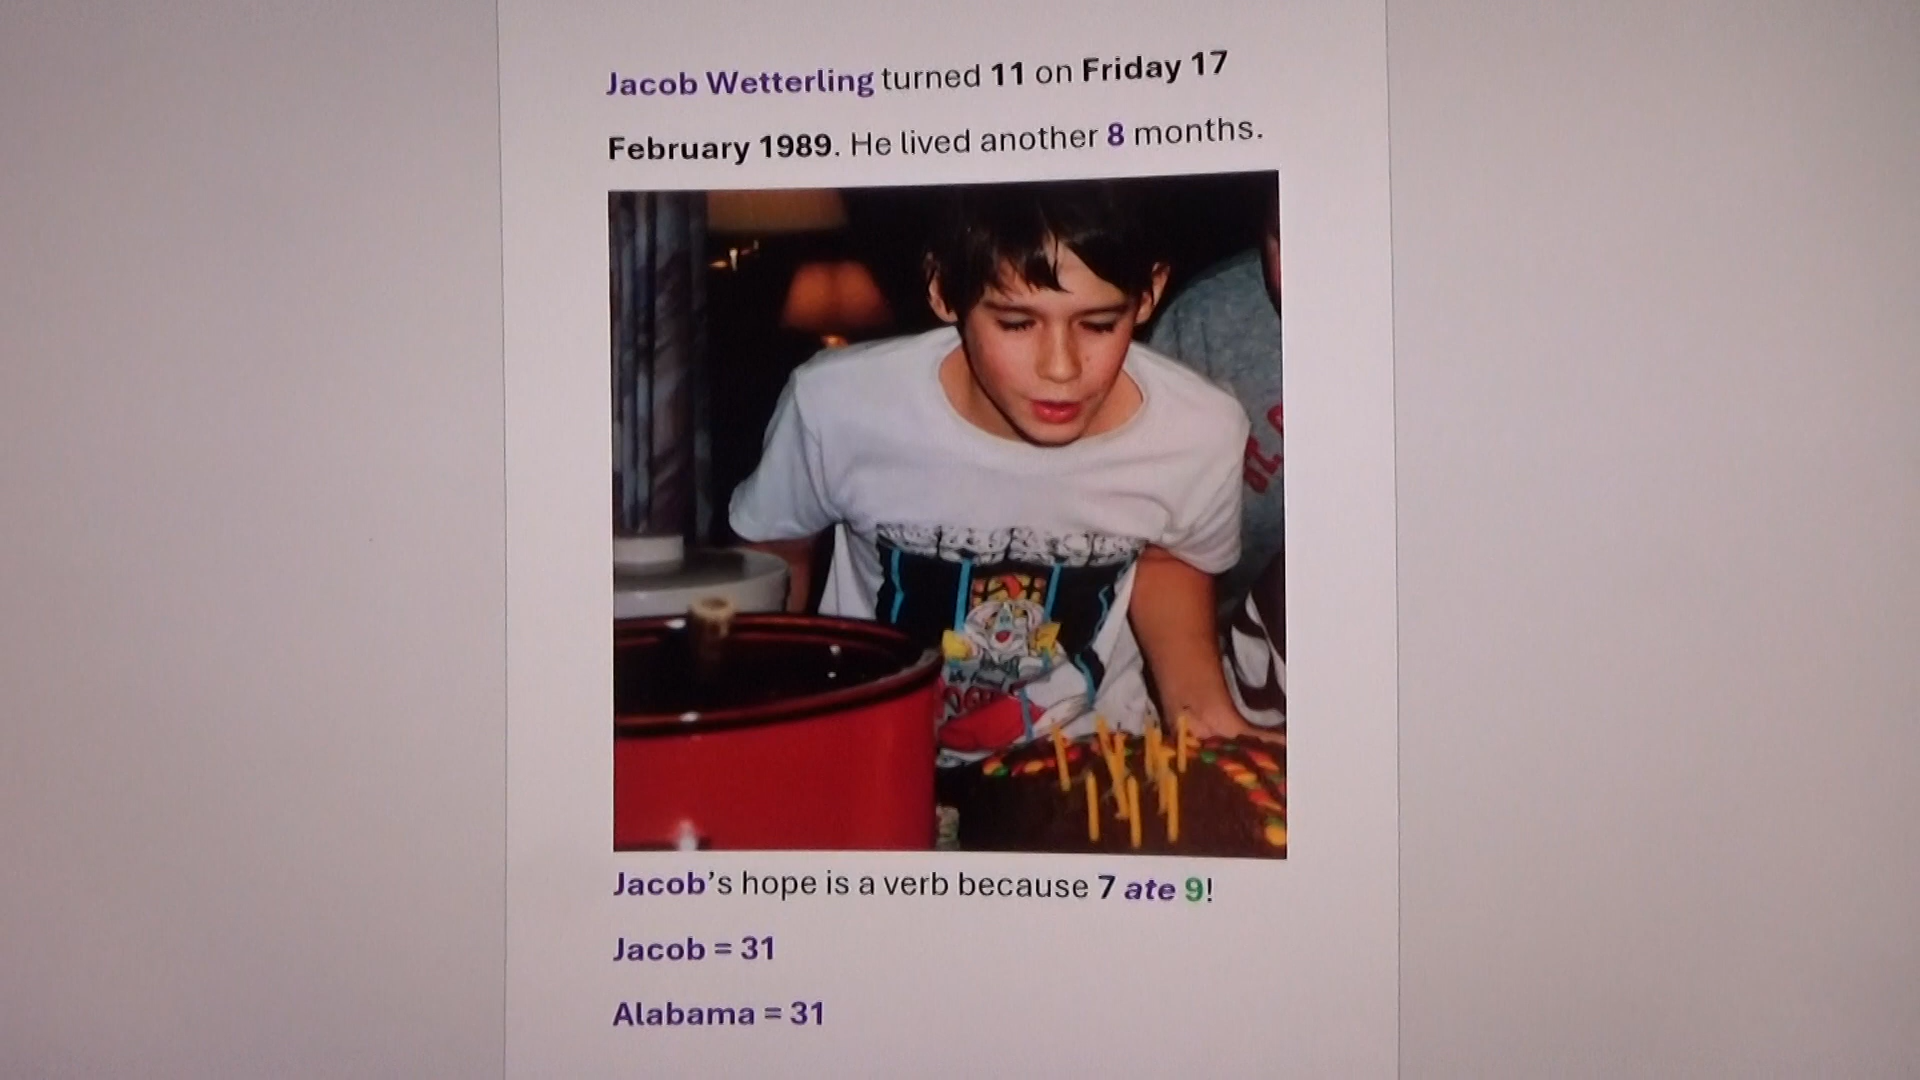 Jacob Wetterling turned 11 on Friday 17
February 1989. He lived another 8 months.
Jacob's hope is a verb because 7 ate 9!
Jacob = 31
Alabama = 31